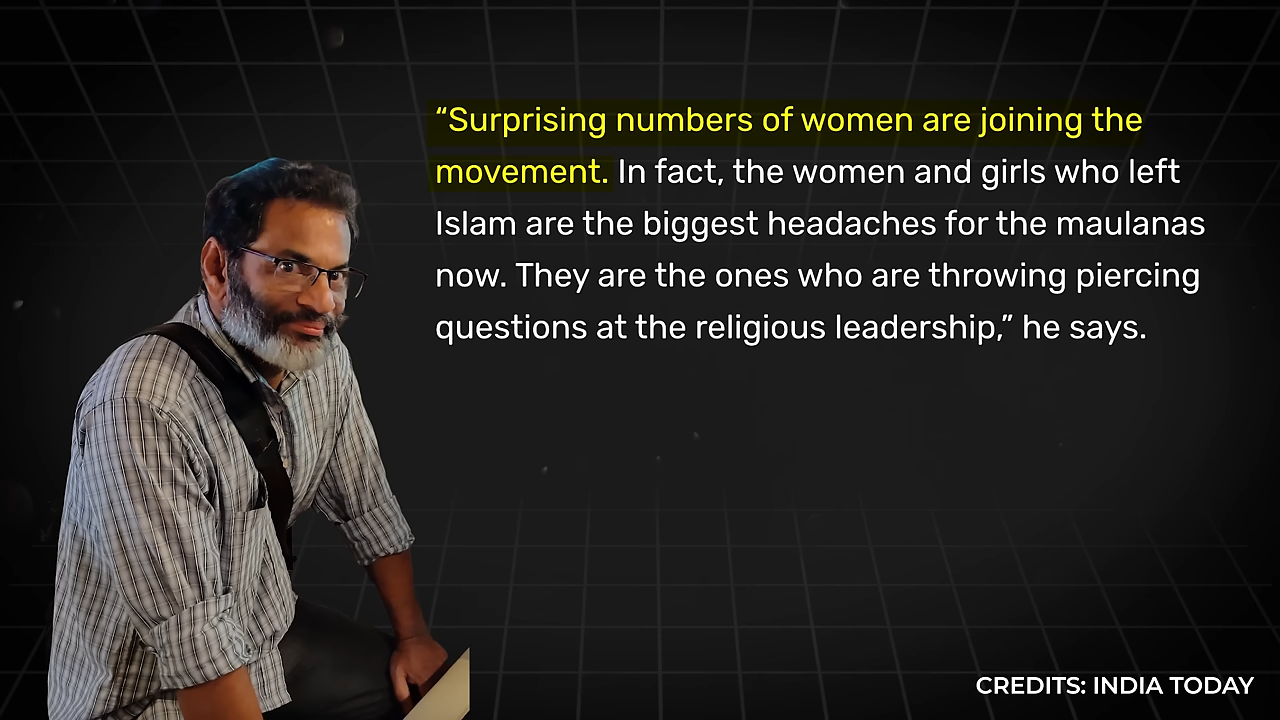 “Surprising numbers of women are joining the
movement. In fact, the women and girls who left
Islam are the biggest headaches for the maulanas
now. They are the ones who are throwing piercing
questions at the religious leadership,” he says.
CREDITS: INDIA TODAY